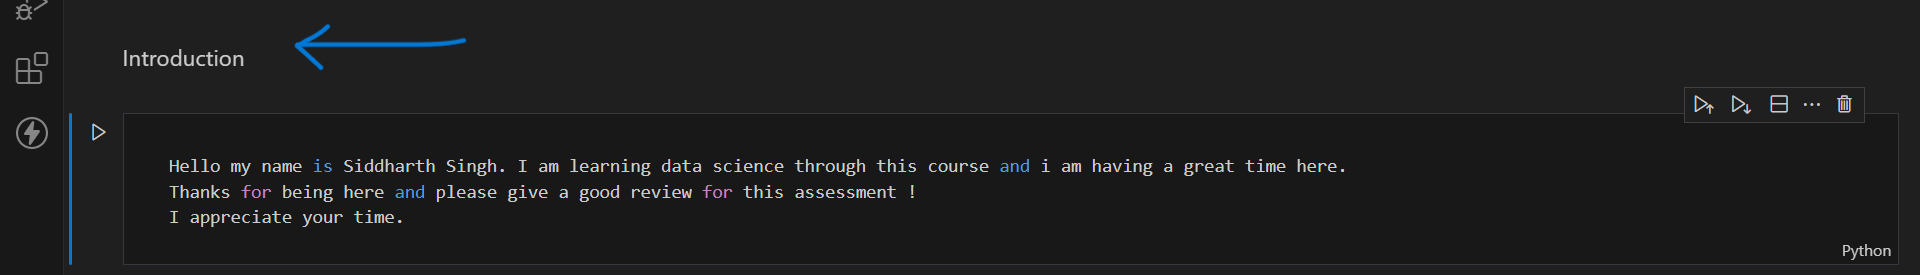 Introduction
Hello my name is Siddharth Singh. I am learning data science through this course and i am having a great time here.
Thanks for being here and please give a good review for this assessment !
I appreciate your time.
Python